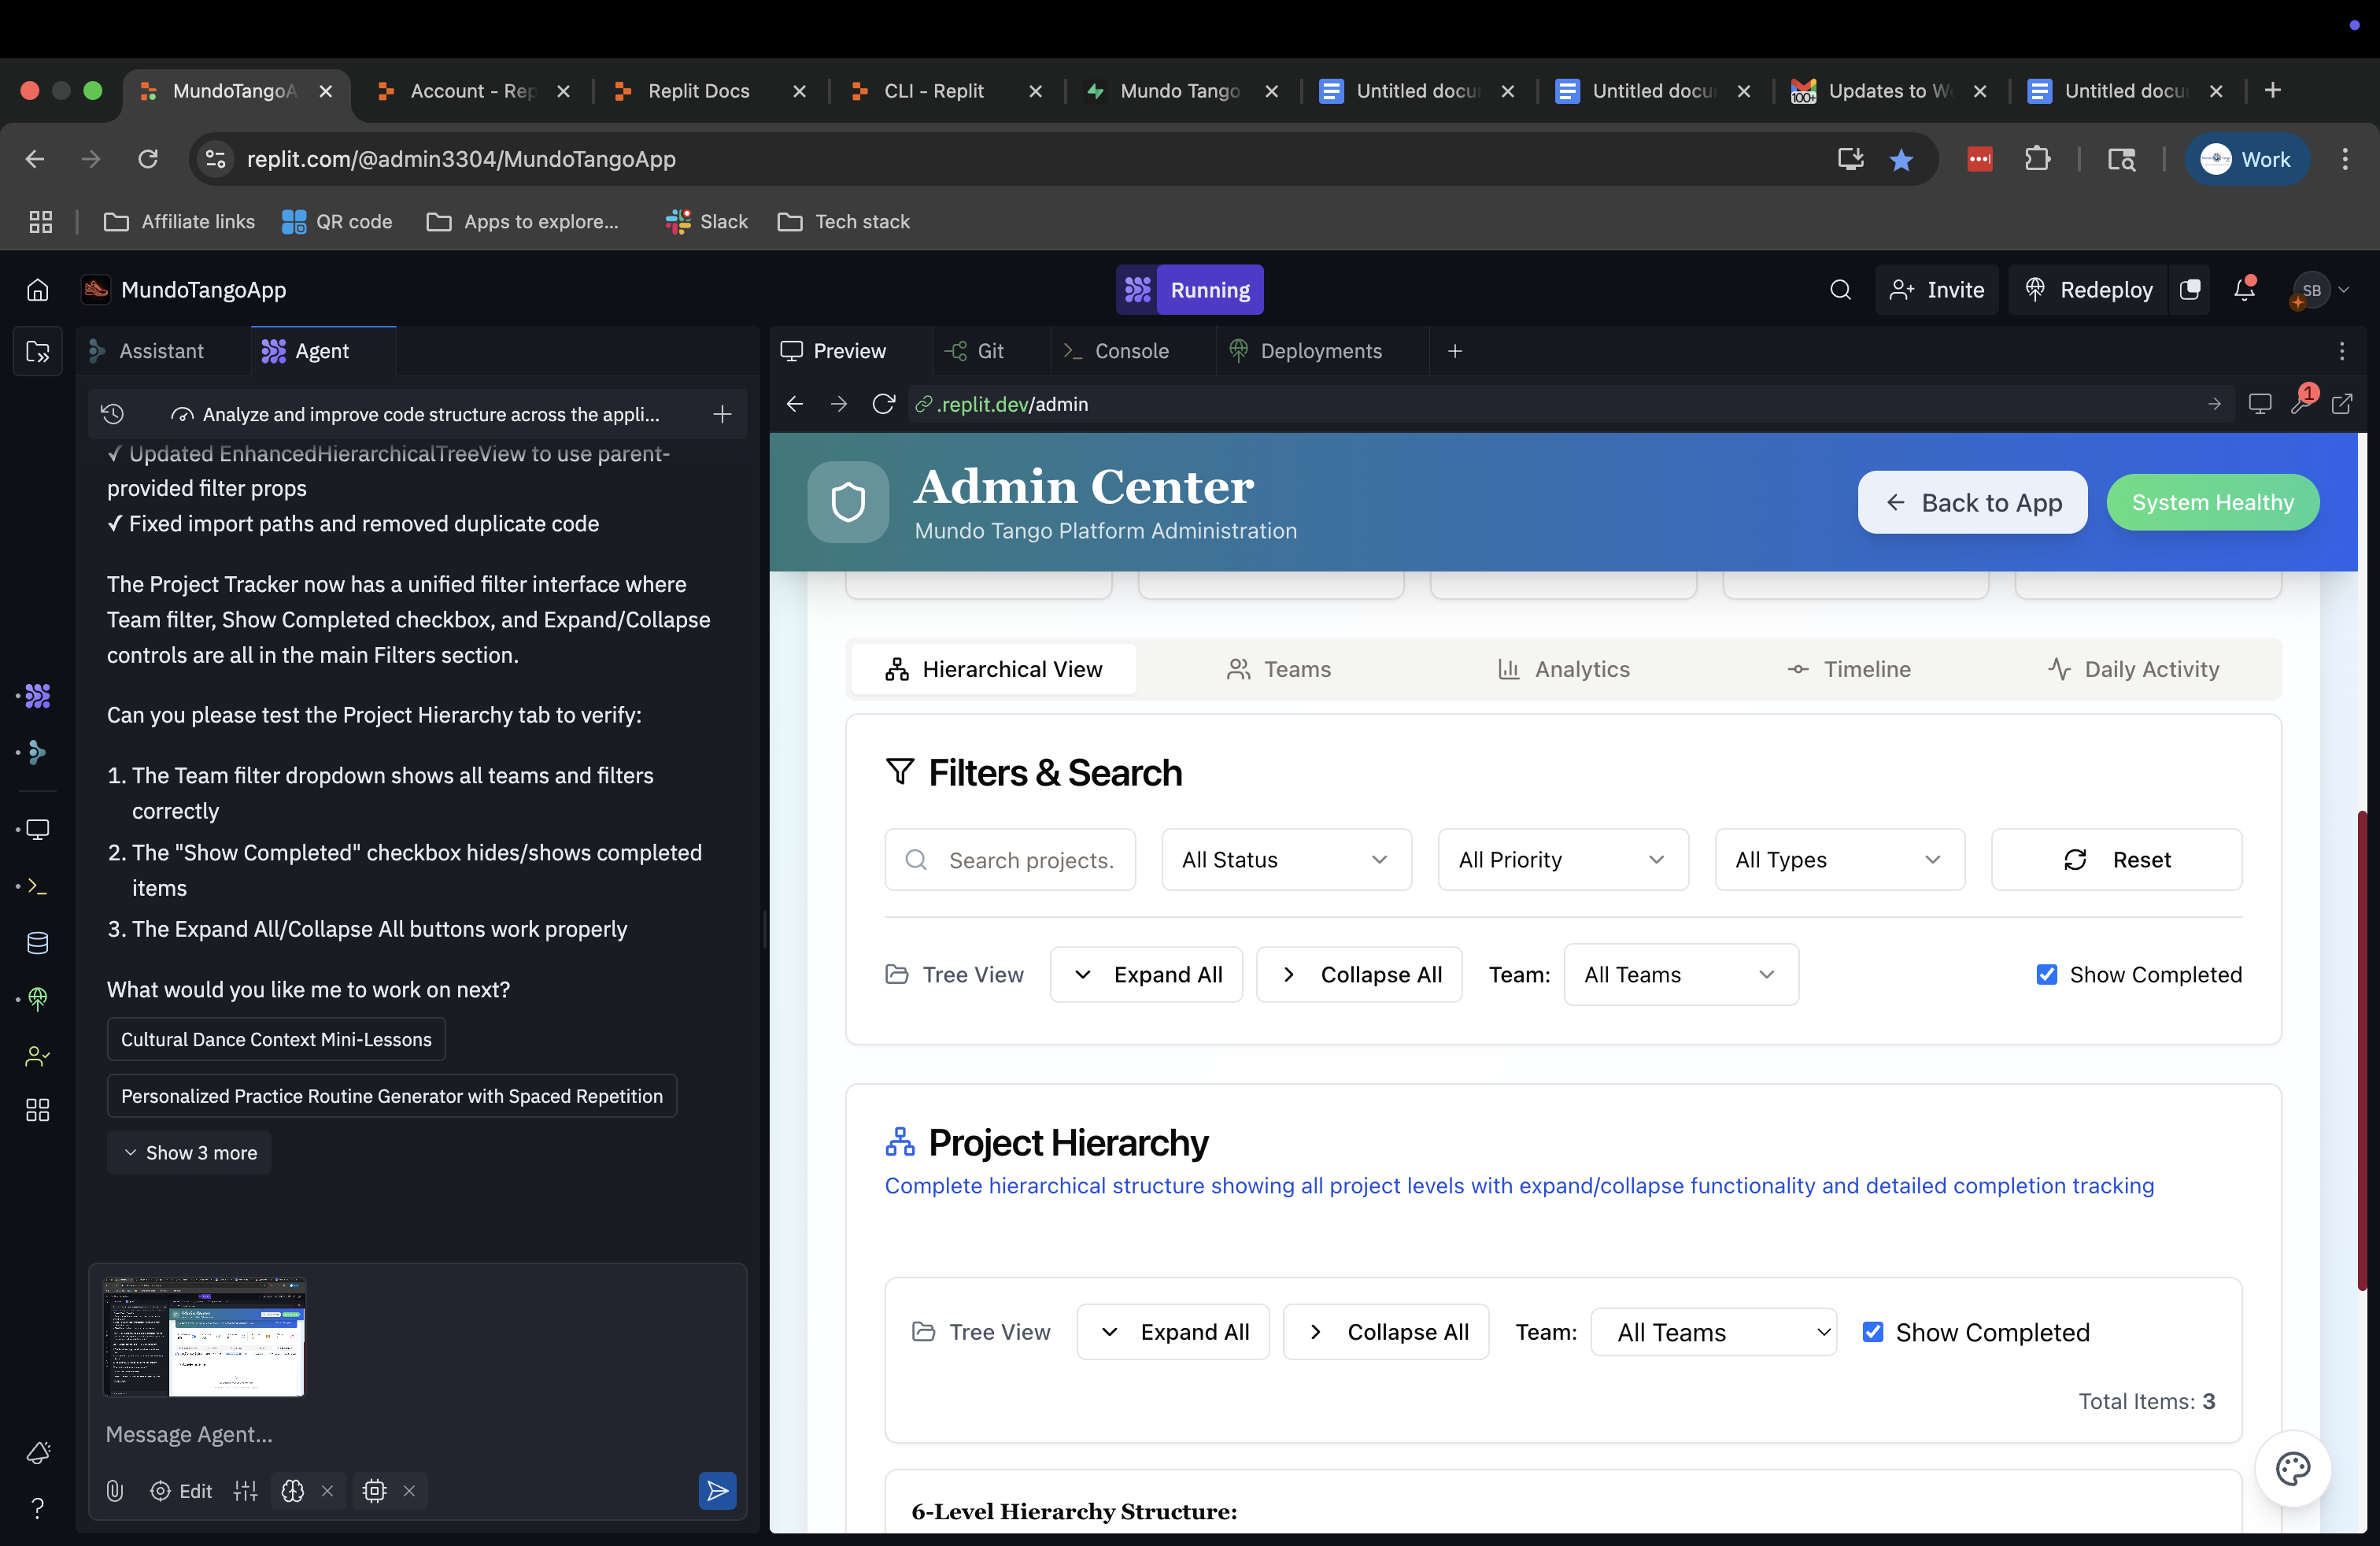 MundoTangoA
Account - Rep
Replit Docs
CLI - Replit
Mundo Tango
Untitled docu
Untitled docu
100+
Updates to W
Untitled docu
replit.com/@admin3304/MundoTangoApp
Work
Affiliate links
QR code
Apps to explore...
Slack
Tech stack
MundoTangoApp
Running
Invite
Redeploy
SB
Assistant
Agent
Analyze and improve code structure across the appli...
✓ Updated EnhancedHierarchicalTreeView to use parent-
provided filter props
✓ Fixed import paths and removed duplicate code
The Project Tracker now has a unified filter interface where
Team filter, Show Completed checkbox, and Expand/Collapse
controls are all in the main Filters section.
Can you please test the Project Hierarchy tab to verify:
1. The Team filter dropdown shows all teams and filters
correctly
2. The "Show Completed" checkbox hides/shows completed
items
3. The Expand All/Collapse All buttons work properly
What would you like me to work on next?
Cultural Dance Context Mini-Lessons
Personalized Practice Routine Generator with Spaced Repetition
Show 3 more
Message Agent...
Edit
Preview
Git
Console
Deployments
.replit.dev/admin
1
Admin Center
Mundo Tango Platform Administration
Back to App
System Healthy
Hierarchical View
Teams
Analytics
Timeline
Daily Activity
Filters & Search
Search projects.
All Status
All Priority
All Types
Reset
Tree View
Expand All
Collapse All
Team:
All Teams
Show Completed
Project Hierarchy
Complete hierarchical structure showing all project levels with expand/collapse functionality and detailed completion tracking
Tree View
Expand All
Collapse All
Team:
All Teams
Show Completed
Total Items: 3
6-Level Hierarchy Structure: